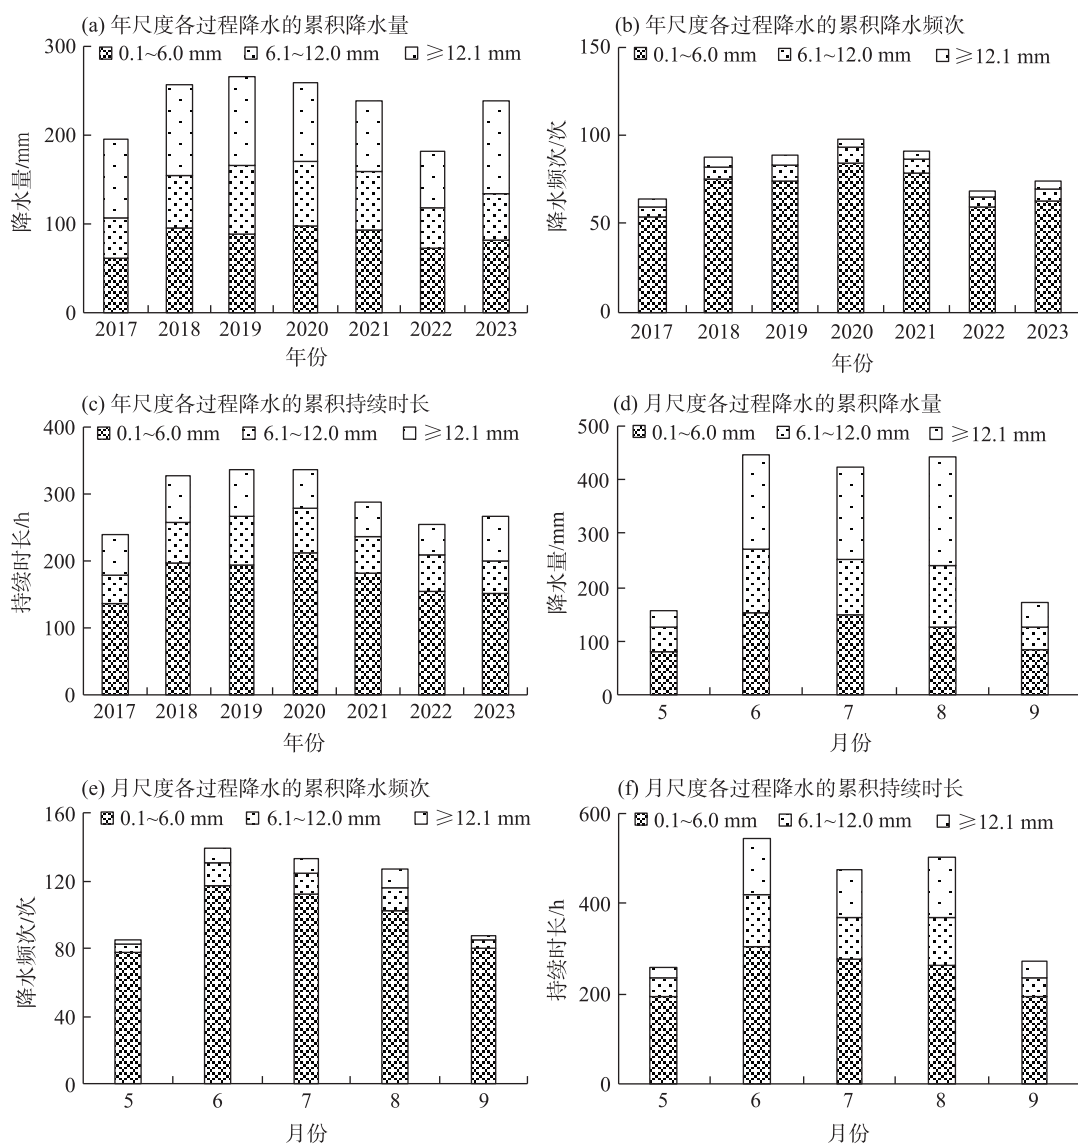 (a) 年尺度各过程降水的累积降水量
300
0.1~6.0 mm 6.1~12.0 mm ≥12.1 mm
200
100
0
降水量/mm
2017 2018 2019 2020 2021 2022 2023
年份
(b) 年尺度各过程降水的累积降水频次
150
0.1~6.0 mm 6.1~12.0 mm ≥12.1 mm
100
50
0
降水频次/次
2017 2018 2019 2020 2021 2022 2023
年份
(c) 年尺度各过程降水的累积持续时长
400
0.1~6.0 mm 6.1~12.0 mm ≥12.1 mm
300
200
100
0
持续时长/h
2017 2018 2019 2020 2021 2022 2023
年份
(d) 月尺度各过程降水的累积降水量
500
0.1~6.0 mm 6.1~12.0 mm ≥12.1 mm
400
300
200
100
0
降水量/mm
5 6 7 8 9
月份
(e) 月尺度各过程降水的累积降水频次
160
0.1~6.0 mm 6.1~12.0 mm ≥12.1 mm
120
80
40
0
降水频次/次
5 6 7 8 9
月份
(f) 月尺度各过程降水的累积持续时长
600
0.1~6.0 mm 6.1~12.0 mm ≥12.1 mm
400
200
0
持续时长/h
5 6 7 8 9
月份